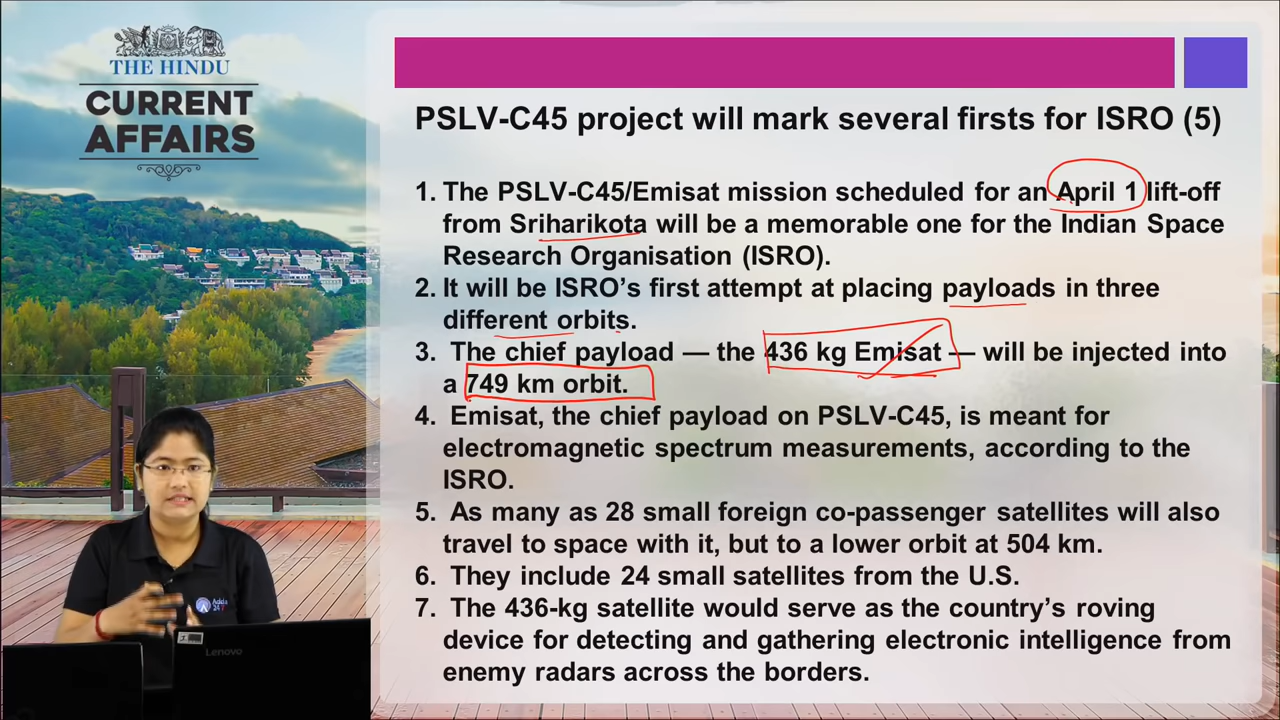 THE HINDU
CURRENT
AFFAIRS
PSLV-C45 project will mark several firsts for ISRO (5)
1. The PSLV-C45/Emisat mission scheduled for an April 1 lift-off
from Sriharikota will be a memorable one for the Indian Space
Research Organisation (ISRO).
2. It will be ISRO’s first attempt at placing payloads in three
different orbits.
3. The chief payload — the 436 kg Emisat — will be injected into
a 749 km orbit.
4. Emisat, the chief payload on PSLV-C45, is meant for
electromagnetic spectrum measurements, according to the
ISRO.
5. As many as 28 small foreign co-passenger satellites will also
travel to space with it, but to a lower orbit at 504 km.
6. They include 24 small satellites from the U.S.
7. The 436-kg satellite would serve as the country’s roving
device for detecting and gathering electronic intelligence from
enemy radars across the borders.
Lenovo